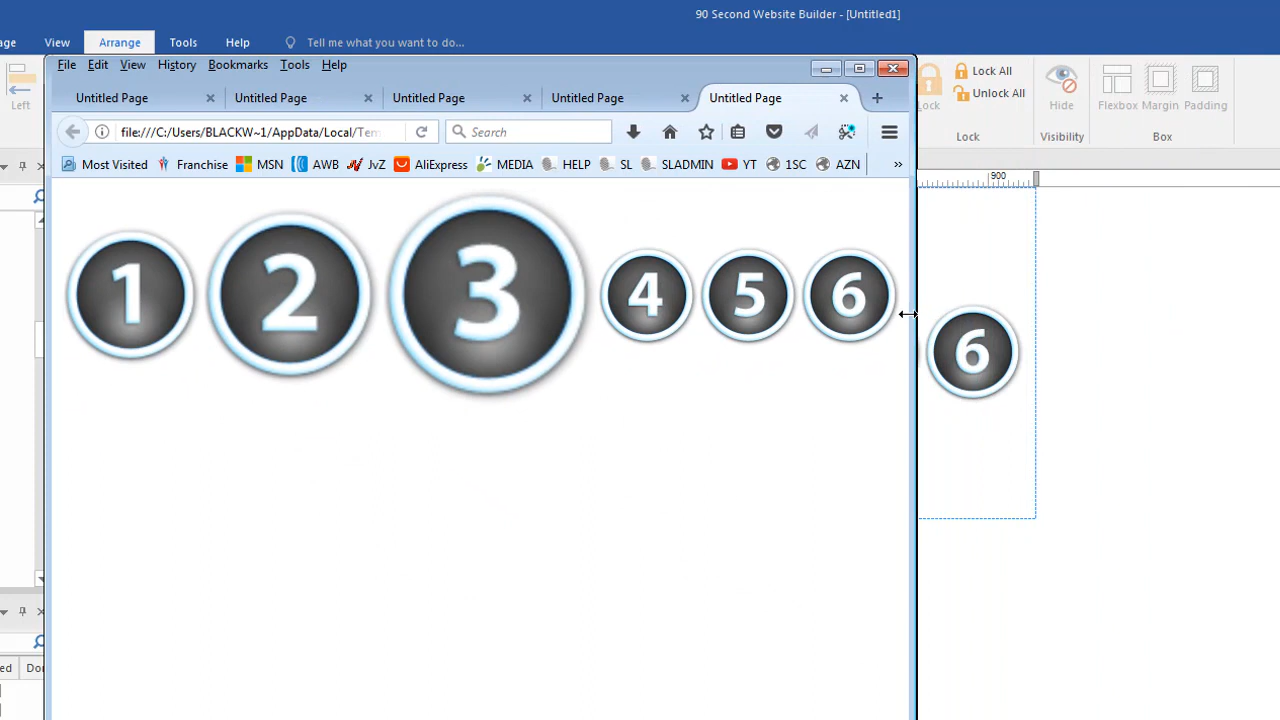 90 Second Website Builder - [Untitled1]
View Arrange Tools Help Tell me what you want to do...
File Edit View History Bookmarks Tools Help
Left
Lock All
Unlock All
Lock
Hide
Flexbox Margin Padding
Lock Visibility Box
Untitled Page Untitled Page Untitled Page Untitled Page Untitled Page
file:///C:/Users/BLACKW~1/AppData/Local/Tem
Search
Most Visited Franchise MSN AWB JvZ AliExpress MEDIA HELP SL SLADMIN YT 1SC AZN »
900
1 2 3 4 5 6
6